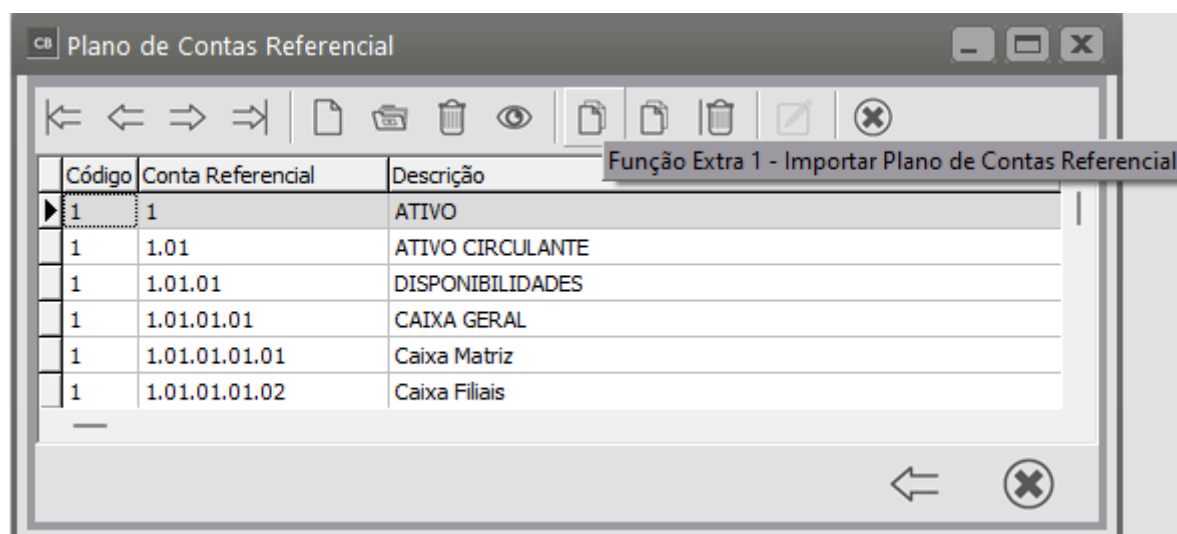 CB Plano de Contas Referencial
Função Extra 1 - Importar Plano de Contas Referencial
Código Conta Referencial Descrição
1 1 ATIVO
1 1.01 ATIVO CIRCULANTE
1 1.01.01 DISPONIBILIDADES
1 1.01.01.01 CAIXA GERAL
1 1.01.01.01.01 Caixa Matriz
1 1.01.01.01.02 Caixa Filiais